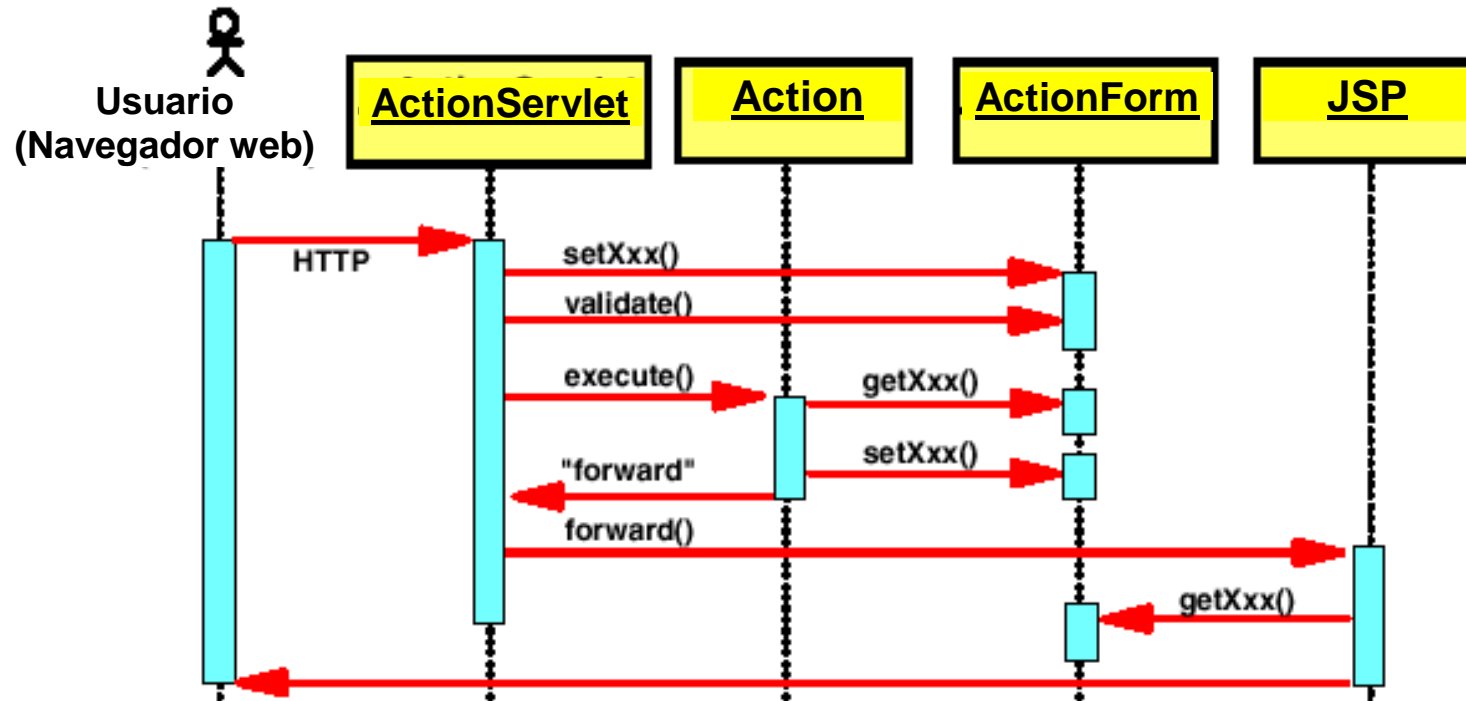 Usuario
(Navegador web)
ActionServlet
Action
ActionForm
JSP
HTTP
setXxx()
validate()
execute()
getXxx()
setXxx()
"forward"
forward()
getXxx()